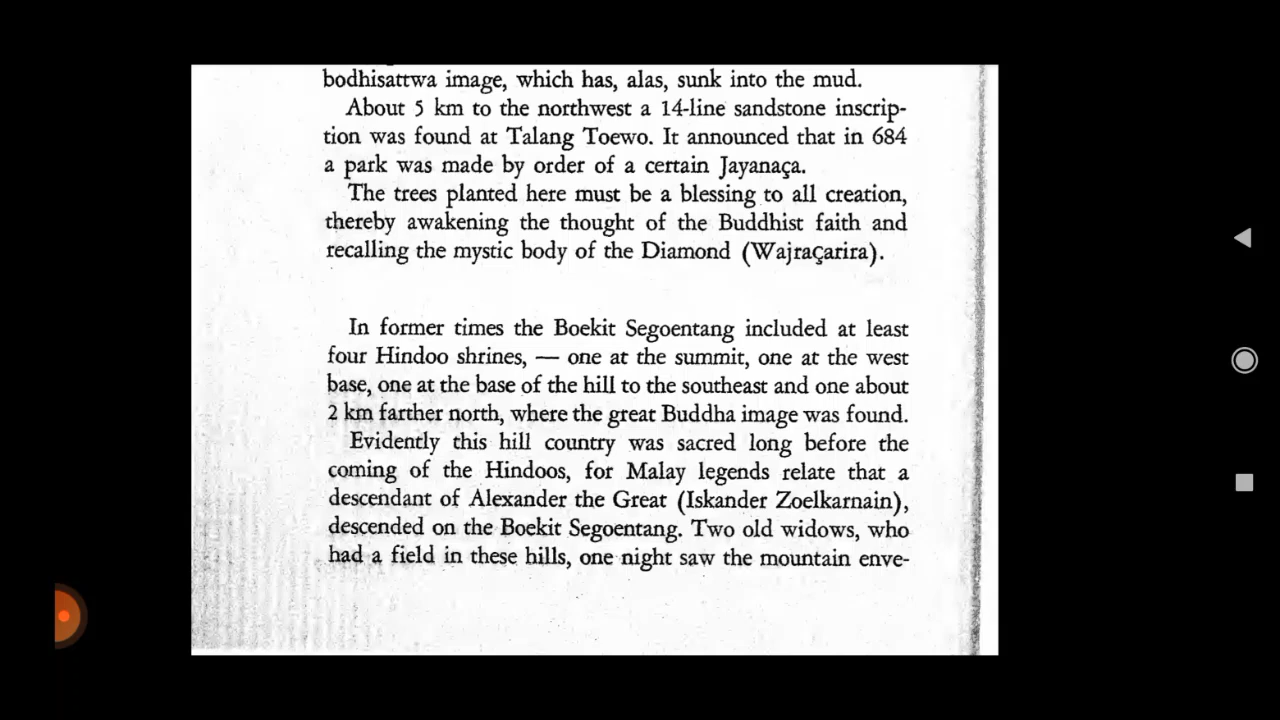 bodhisattwa image, which has, alas, sunk into the mud.
About 5 km to the northwest a 14-line sandstone inscrip-
tion was found at Talang Toewo. It announced that in 684
a park was made by order of a certain Jayanaça.
The trees planted here must be a blessing to all creation,
thereby awakening the thought of the Buddhist faith and
recalling the mystic body of the Diamond (Wajraçarira).
In former times the Boekit Segoentang included at least
four Hindoo shrines, — one at the summit, one at the west
base, one at the base of the hill to the southeast and one about
2 km farther north, where the great Buddha image was found.
Evidently this hill country was sacred long before the
coming of the Hindoos, for Malay legends relate that a
descendant of Alexander the Great (Iskander Zoelkarnain),
descended on the Boekit Segoentang. Two old widows, who
had a field in these hills, one night saw the mountain enve-